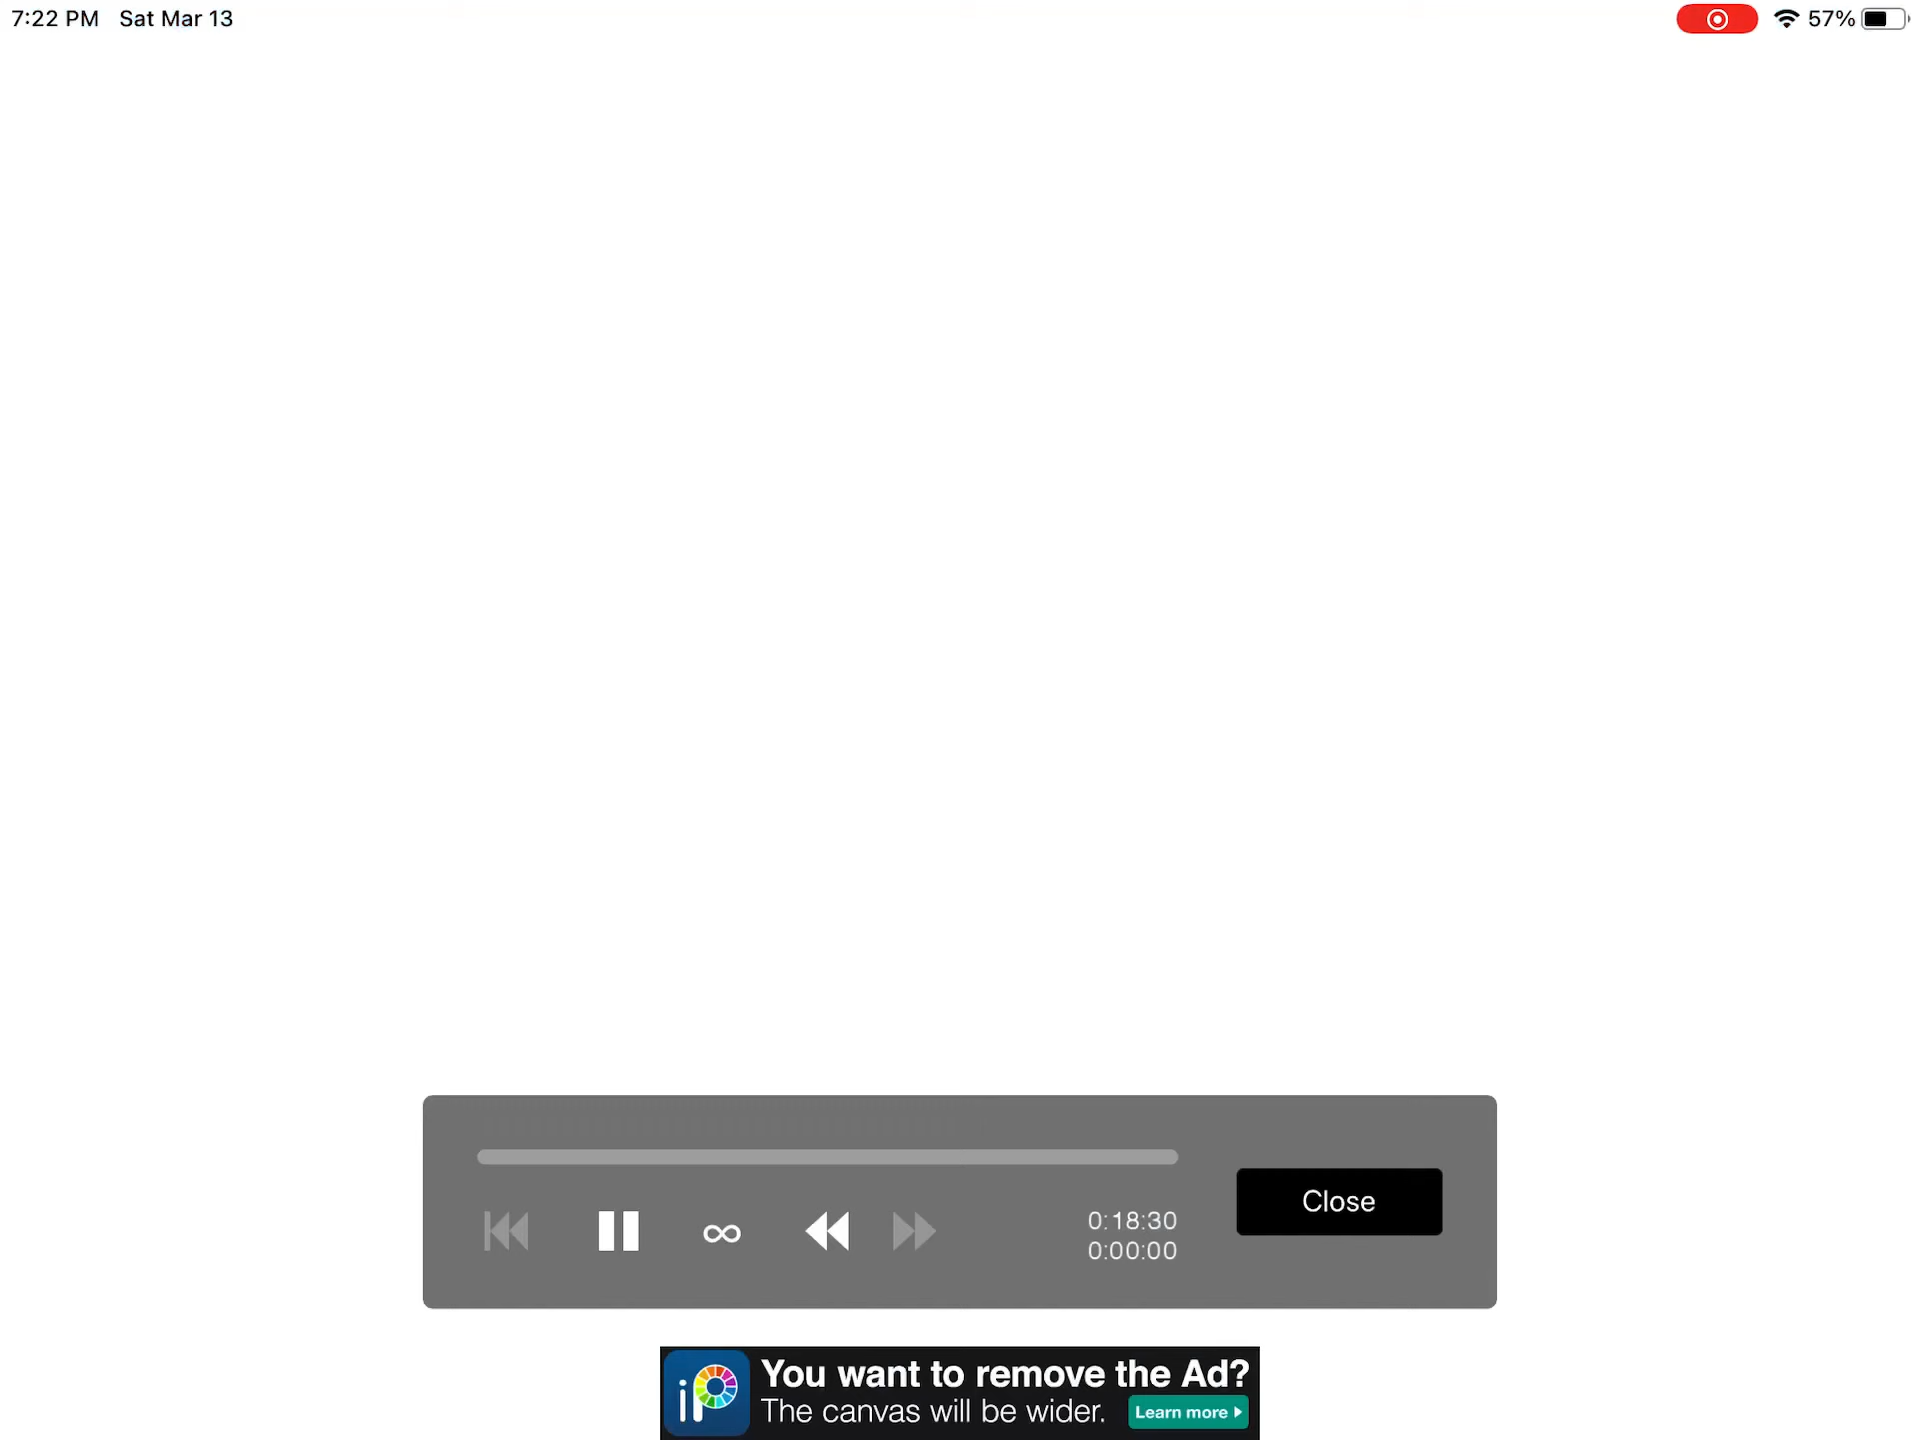 7:22 PM Sat Mar 13
57%
0:18:30
0:00:00
Close
iP
You want to remove the Ad?
The canvas will be wider.
Learn more